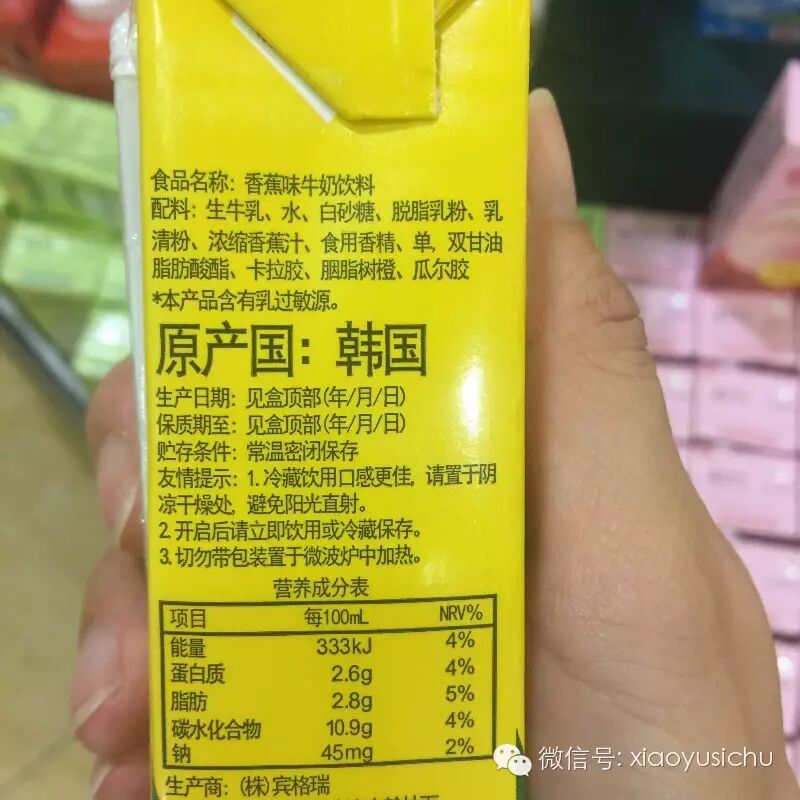 食品名称: 香蕉味牛奶饮料
配料: 生牛乳、水、白砂糖、脱脂乳粉、乳
清粉、浓缩香蕉汁、食用香精、单, 双甘油
脂肪酸酯、卡拉胶、胭脂树橙、瓜尔胶
*本产品含有乳过敏源。
原产国: 韩国
生产日期: 见盒顶部(年/月/日)
保质期至: 见盒顶部(年/月/日)
贮存条件: 常温密闭保存
友情提示: 1.冷藏饮用口感更佳, 请置于阴
凉干燥处, 避免阳光直射。
2.开启后请立即饮用或冷藏保存。
3.切勿带包装置于微波炉中加热。
营养成分表
项目 每100mL NRV%
能量 333kJ 4%
蛋白质 2.6g 4%
脂肪 2.8g 5%
碳水化合物 10.9g 4%
钠 45mg 2%
生产商: (株)宾格瑞
微信号: xiaoyusichu